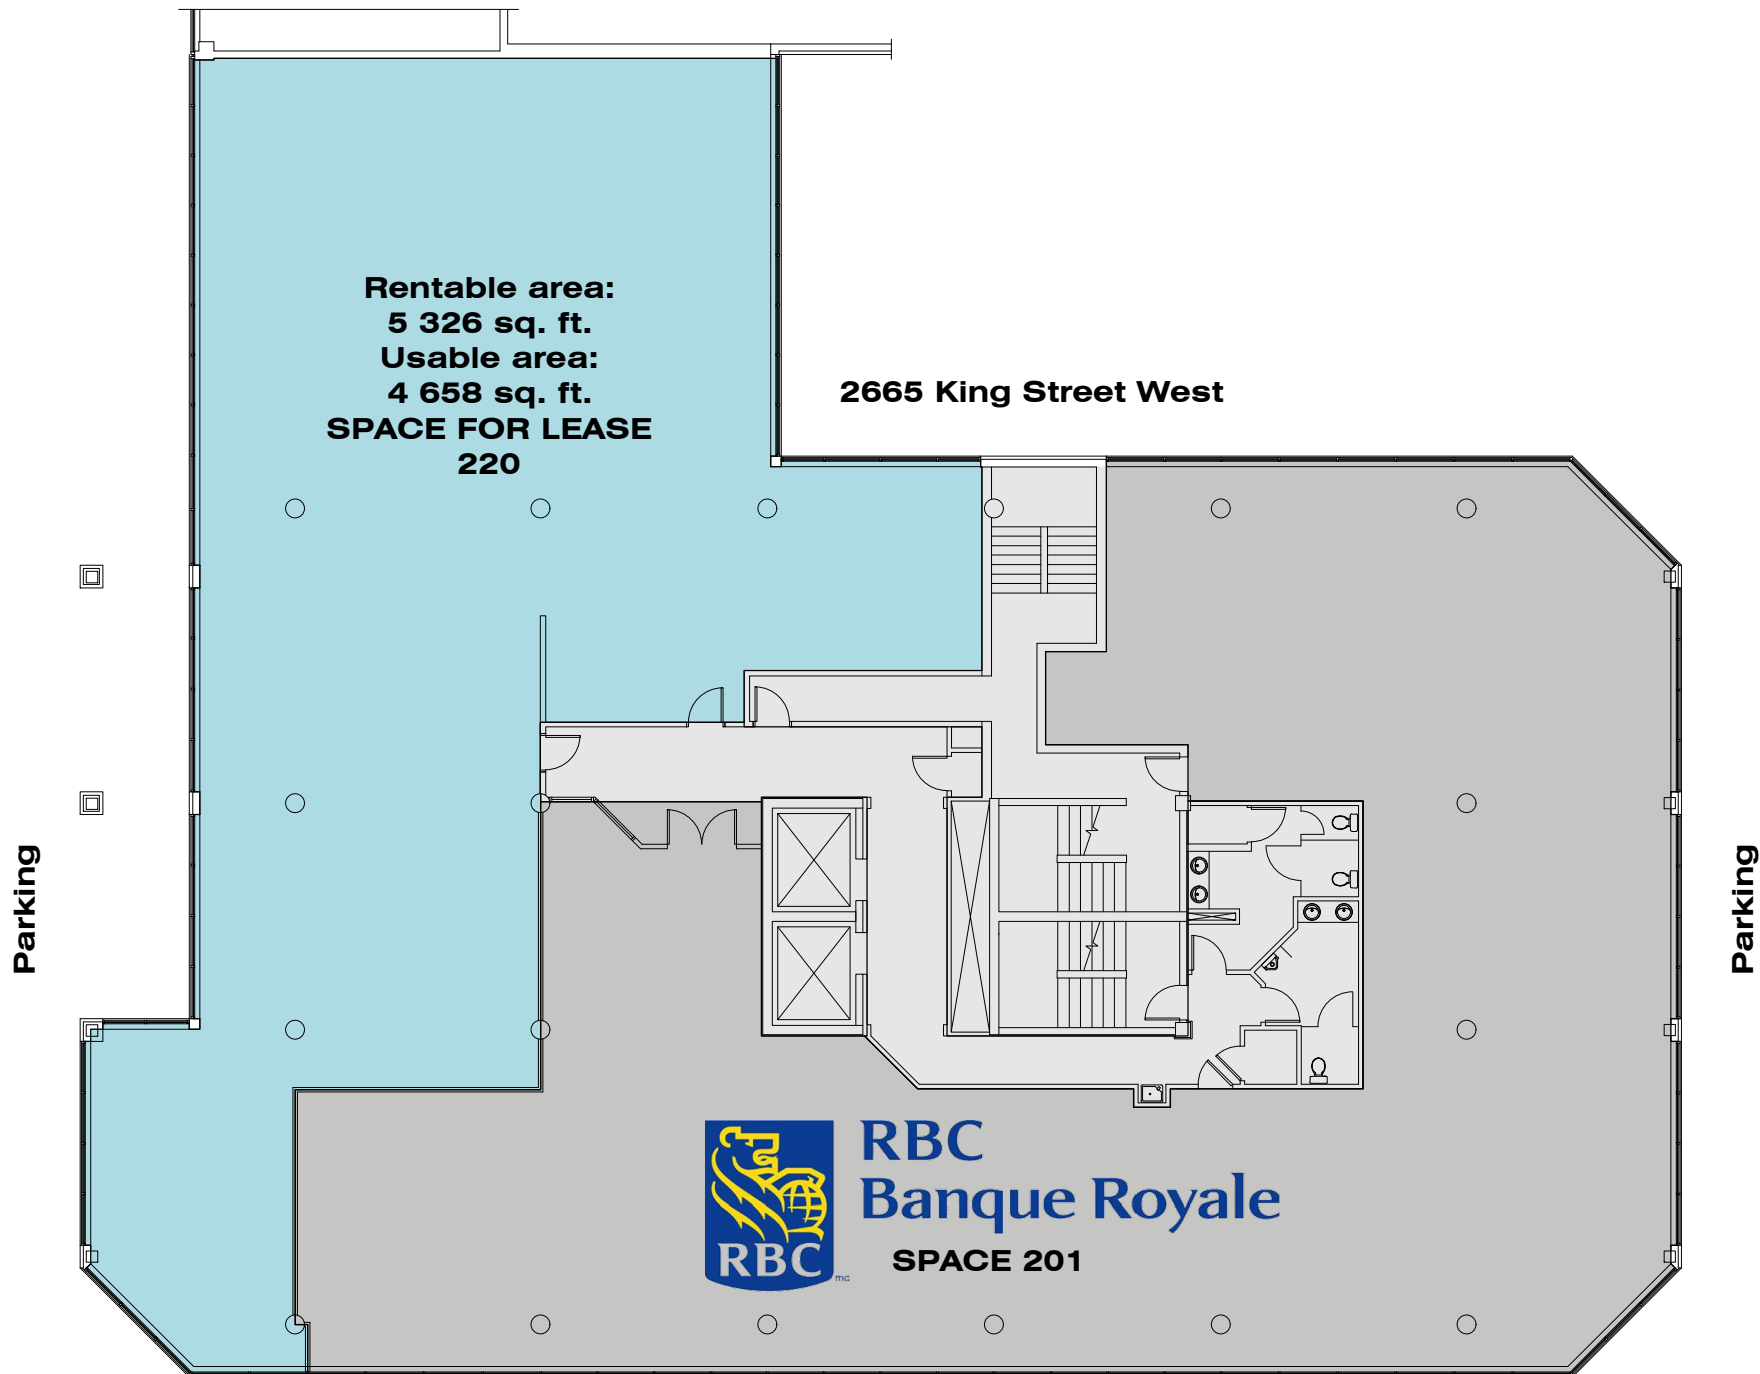 Rentable area:
5 326 sq. ft.
Usable area:
4 658 sq. ft.
SPACE FOR LEASE
220
2665 King Street West
Parking
Parking
RBC
Banque Royale
RBC
mc
SPACE 201